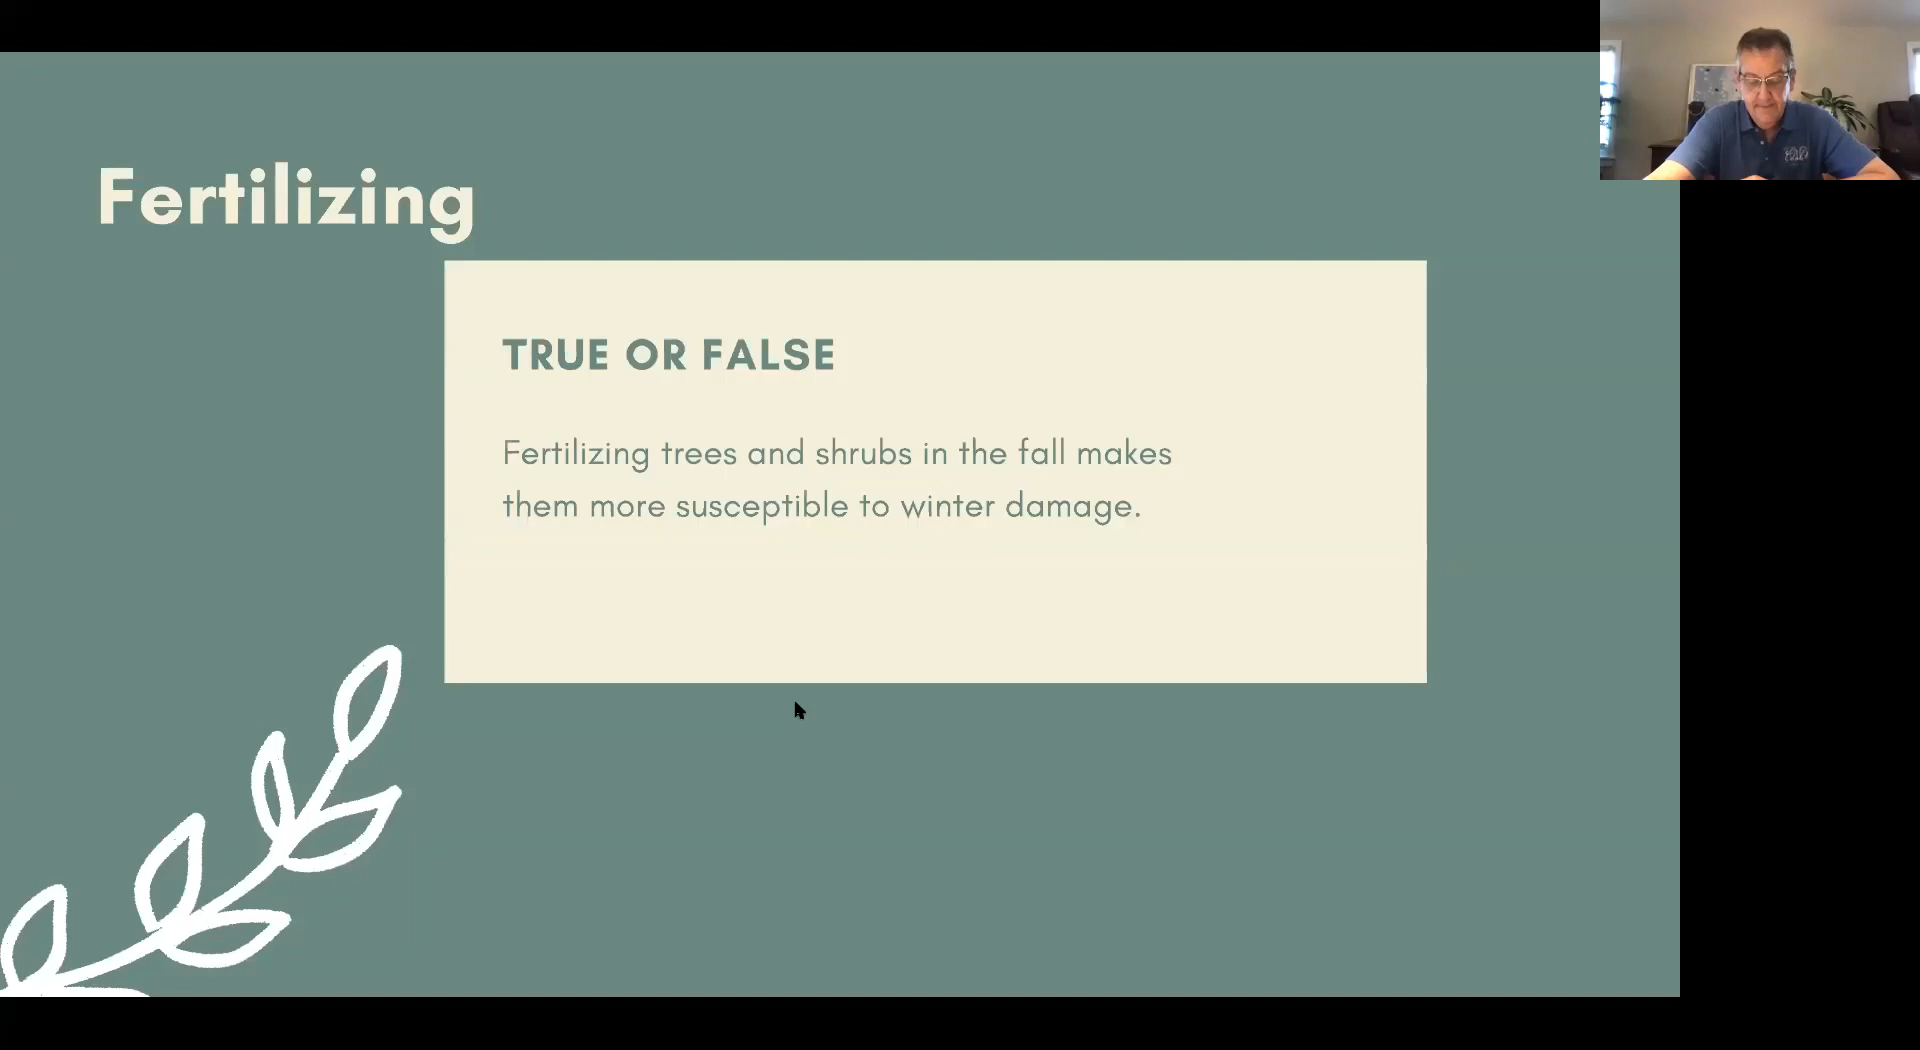 Fertilizing
TRUE OR FALSE
Fertilizing trees and shrubs in the fall makes
them more susceptible to winter damage.